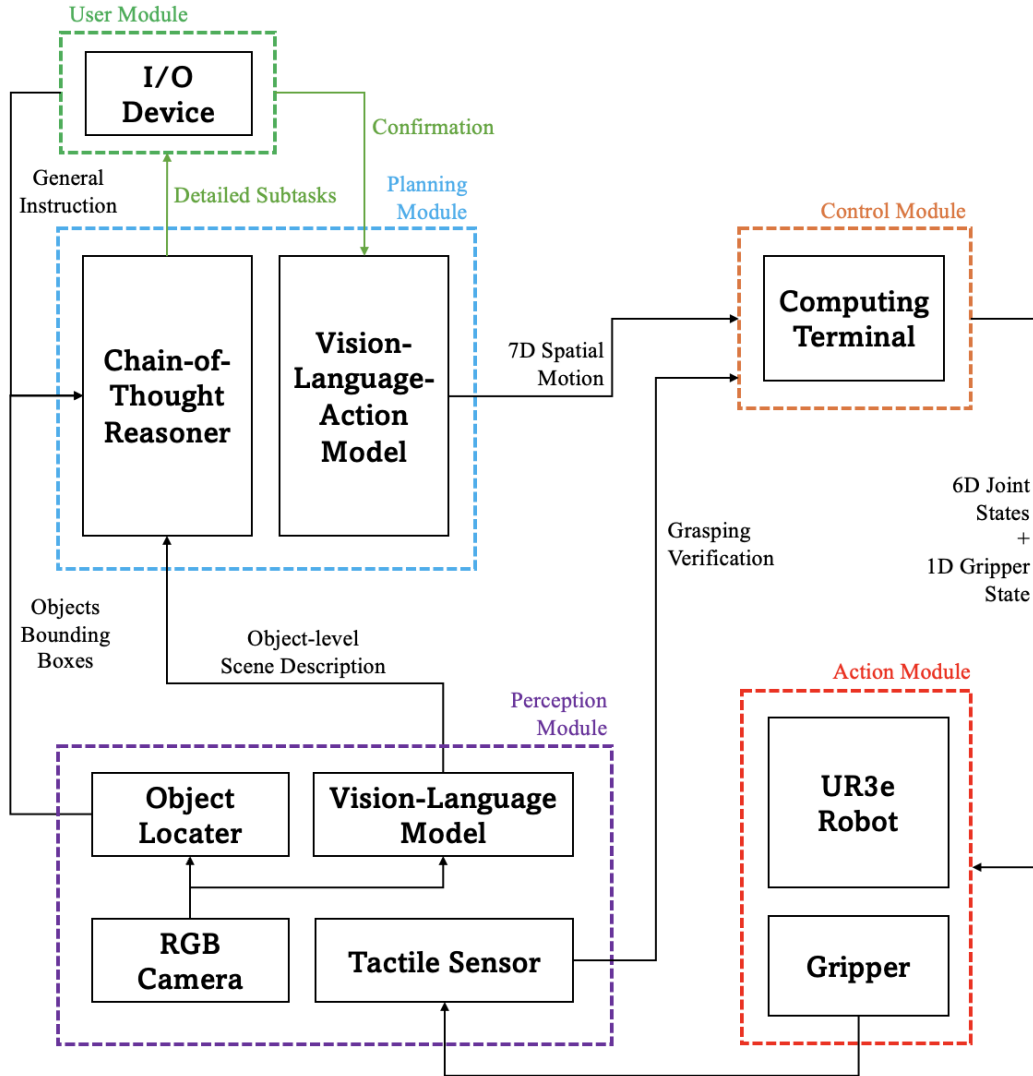 User Module
I/O
Device
Confirmation
General
Instruction
Detailed Subtasks
Planning
Module
Control Module
Chain-of-
Thought
Reasoner
Vision-
Language-
Action
Model
7D Spatial
Motion
Computing
Terminal
Grasping
Verification
6D Joint
States
+
1D Gripper
State
Objects
Bounding
Boxes
Object-level
Scene Description
Perception
Module
Action Module
Object
Locater
Vision-Language
Model
UR3e
Robot
RGB
Camera
Tactile Sensor
Gripper